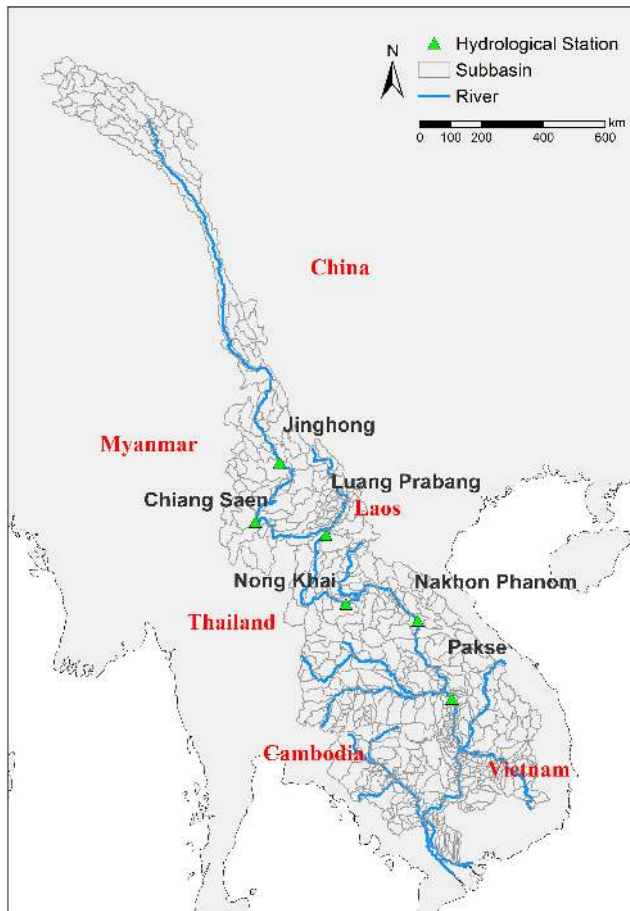 N
Hydrological Station
Subbasin
River
km
0 100 200 400 600
China
Jinghong
Myanmar
Luang Prabang
Chiang Saen
Laos
Nong Khai
Nakhon Phanom
Thailand
Pakse
Cambodia
Vietnam